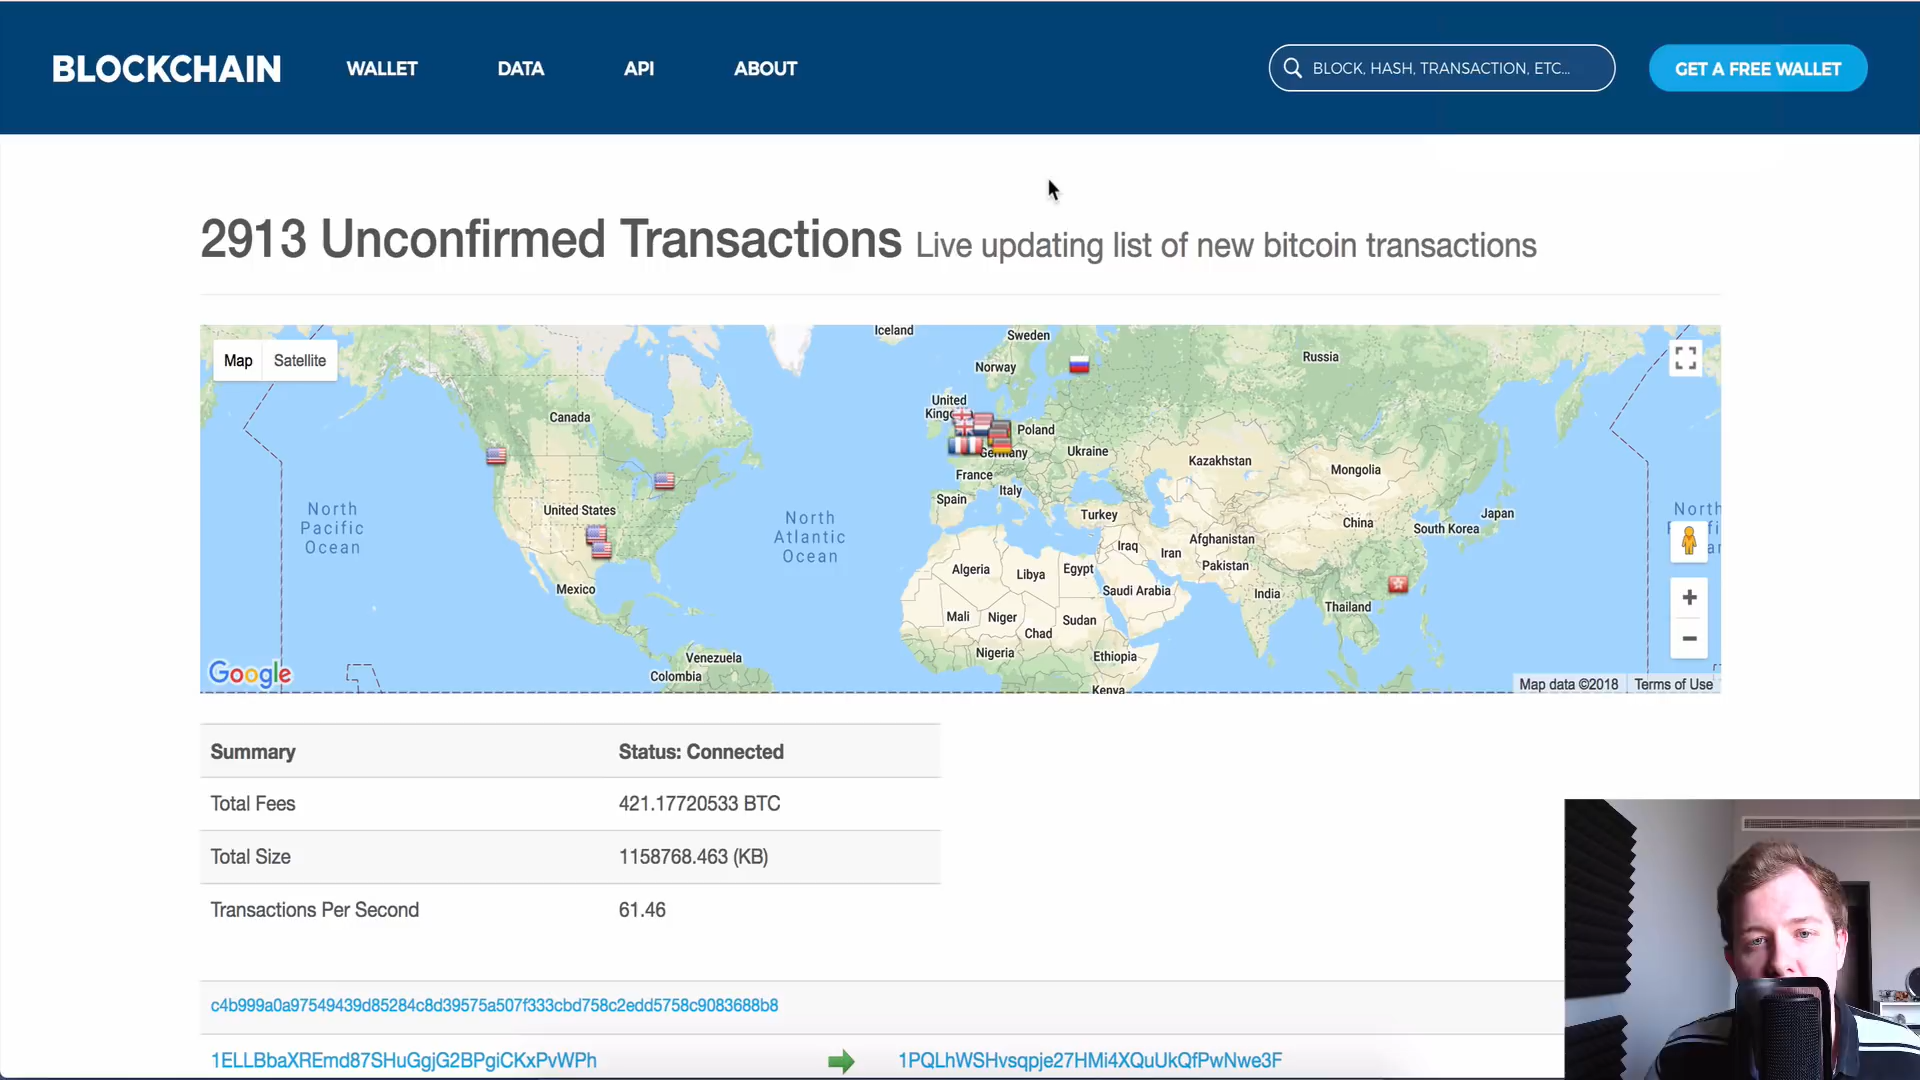 BLOCKCHAIN WALLET DATA API ABOUT BLOCK, HASH, TRANSACTION, ETC... GET A FREE WALLET
2913 Unconfirmed Transactions Live updating list of new bitcoin transactions
Map Satellite
Iceland
Sweden
Norway
Russia
United
Canada
Poland
Ukraine
Germany
Kazakhstan
Mongolia
France
Italy
Spain
United States
Turkey
China
Japan
South Korea
North
Pacific
Ocean
North
Atlantic
Ocean
North
Iraq
Iran
Afghanistan
Pakistan
Algeria
Libya
Egypt
Saudi Arabia
India
Thailand
Mexico
Mali
Niger
Chad
Sudan
Nigeria
Ethiopia
Kenya
Venezuela
Colombia
Google
Map data ©2018 Terms of Use
Summary Status: Connected
Total Fees 421.17720533 BTC
Total Size 1158768.463 (KB)
Transactions Per Second 61.46
c4b999a0a97549439d85284c8d39575a507f333cbd758c2edd5758c9083688b8
1ELLBbaXREmd87SHuGgjG2BPgiCKxPvWPh 1PQLhWSHvsqpje27HMi4XQuUkQfPwNwe3F